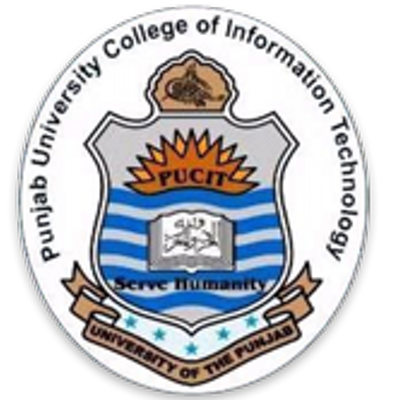 Punjab University College of Information Technology
PUCIT
Serve Humanity
UNIVERSITY OF THE PUNJAB